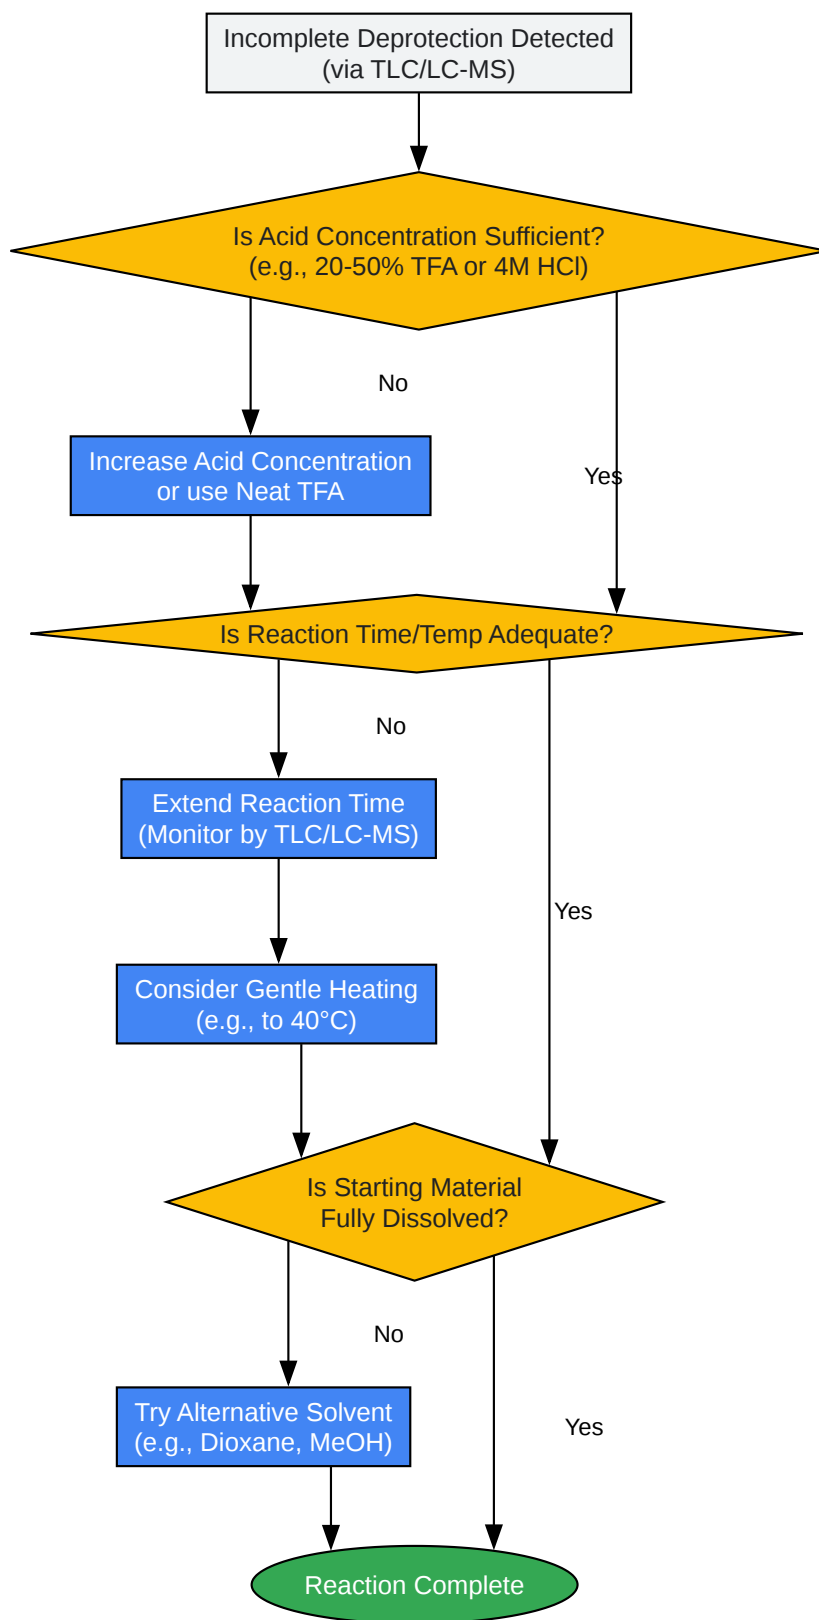 Incomplete Deprotection Detected
(via TLC/LC-MS)
Is Acid Concentration Sufficient?
(e.g., 20-50% TFA or 4M HCl)
No
Increase Acid Concentration
or use Neat TFA
Yes
Is Reaction Time/Temp Adequate?
No
Extend Reaction Time
(Monitor by TLC/LC-MS)
Yes
Consider Gentle Heating
(e.g., to 40°C)
Is Starting Material
Fully Dissolved?
No
Try Alternative Solvent
(e.g., Dioxane, MeOH)
Yes
Reaction Complete